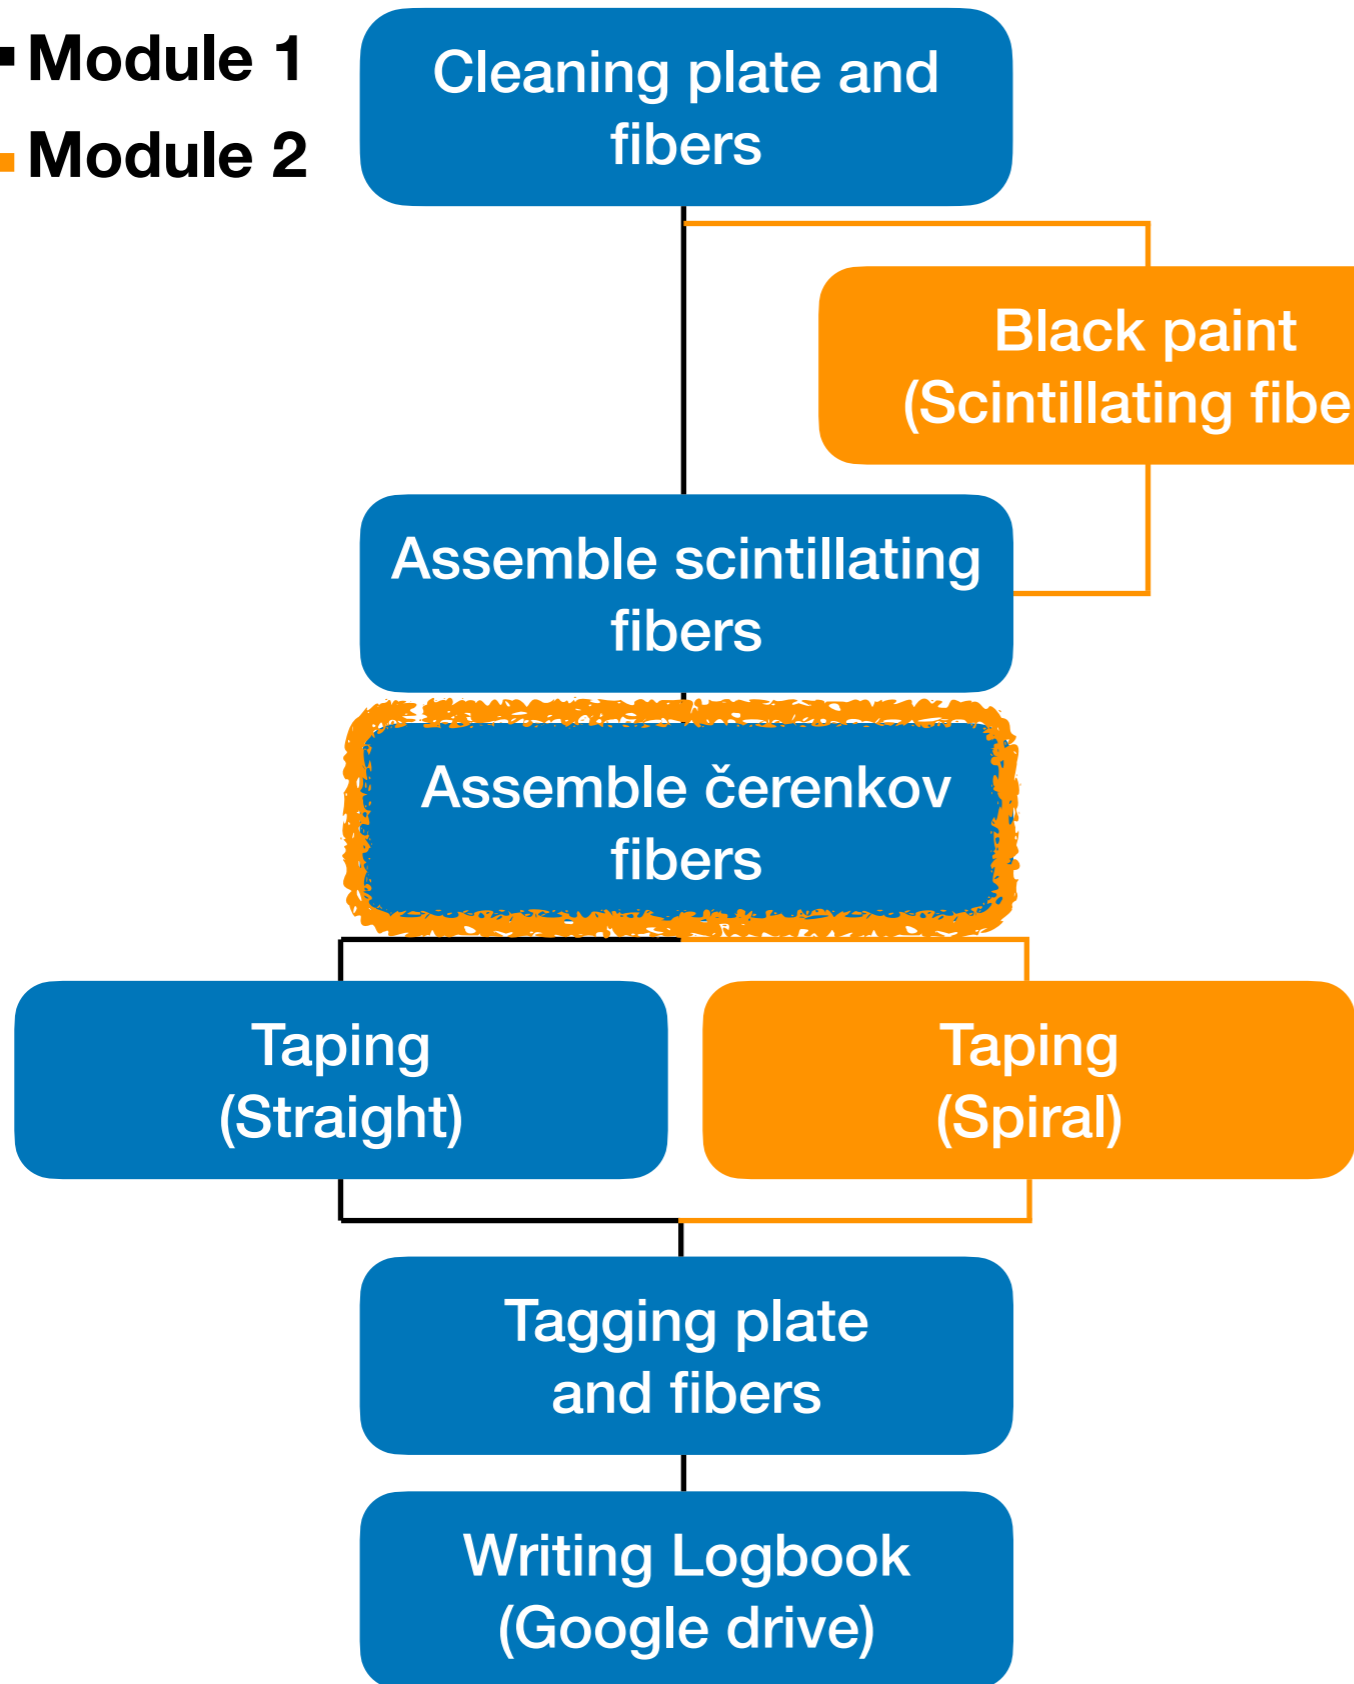 Module 1
Module 2
Cleaning plate and
fibers
Black paint
(Scintillating fibe
Assemble scintillating
fibers
Assemble čerenkov
fibers
Taping
(Straight)
Taping
(Spiral)
Tagging plate
and fibers
Writing Logbook
(Google drive)